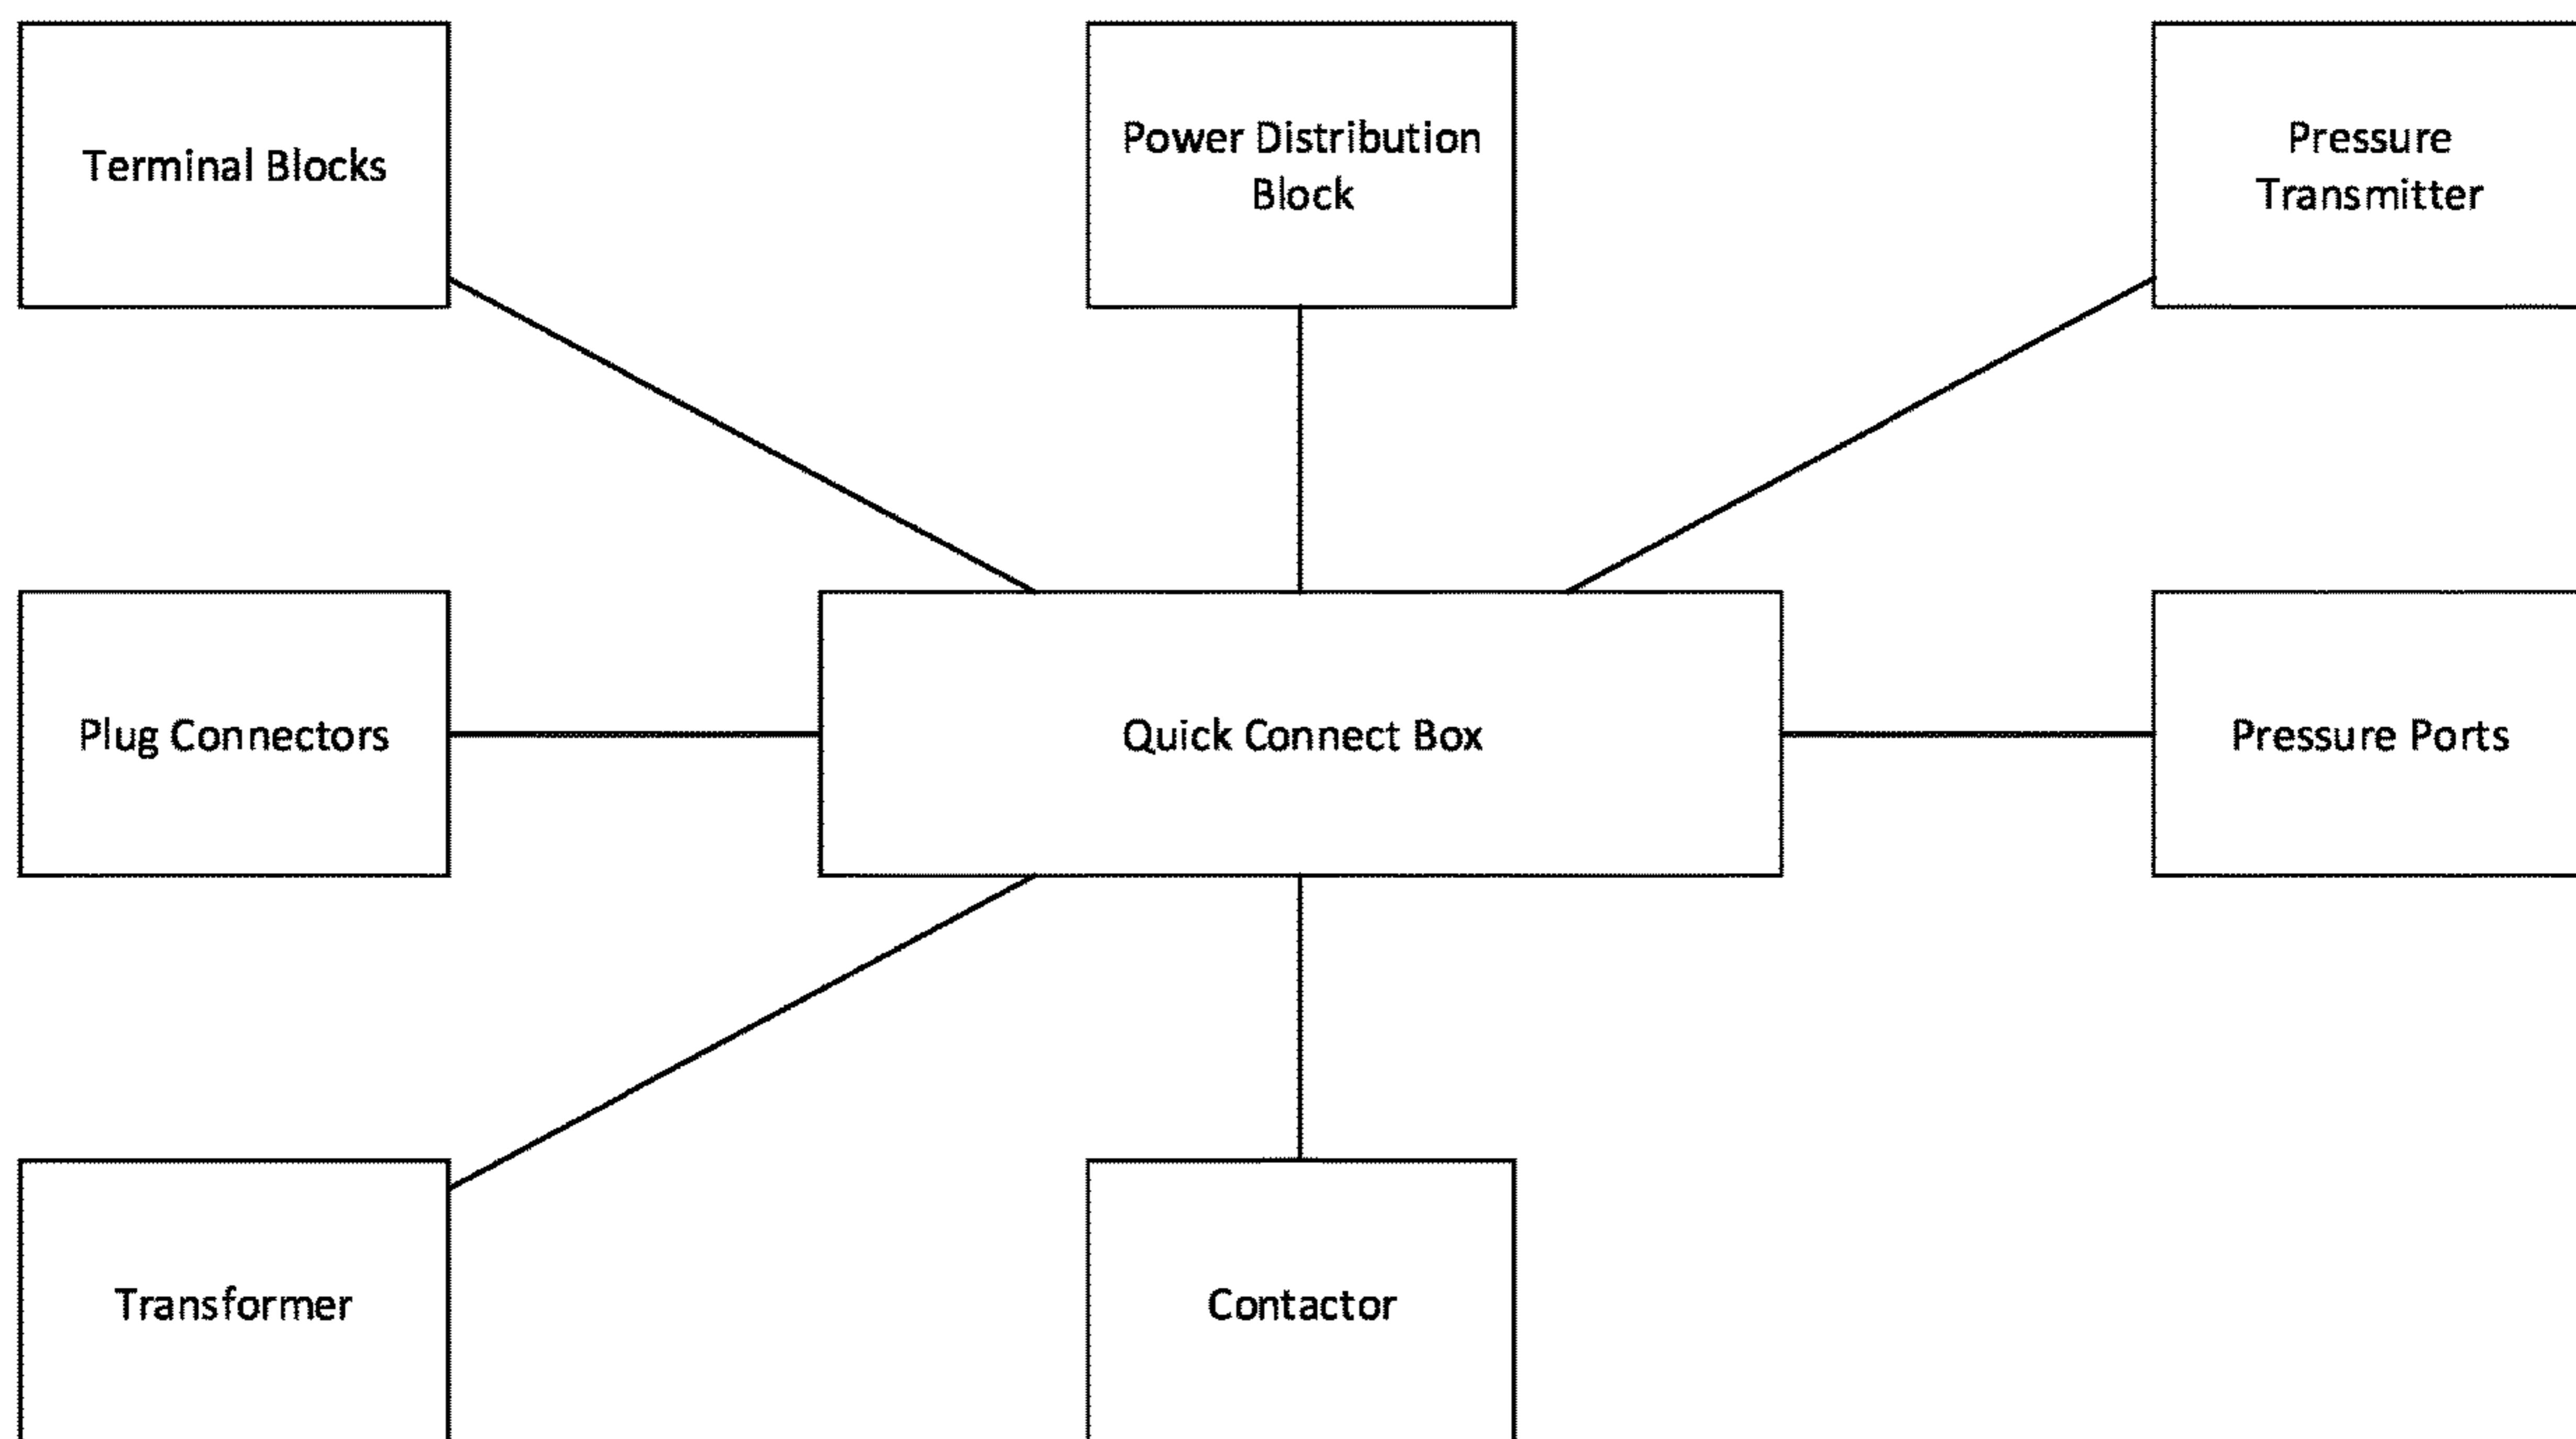 Terminal Blocks
Power Distribution
Block
Pressure
Transmitter
Plug Connectors
Quick Connect Box
Pressure Ports
Transformer
Contactor